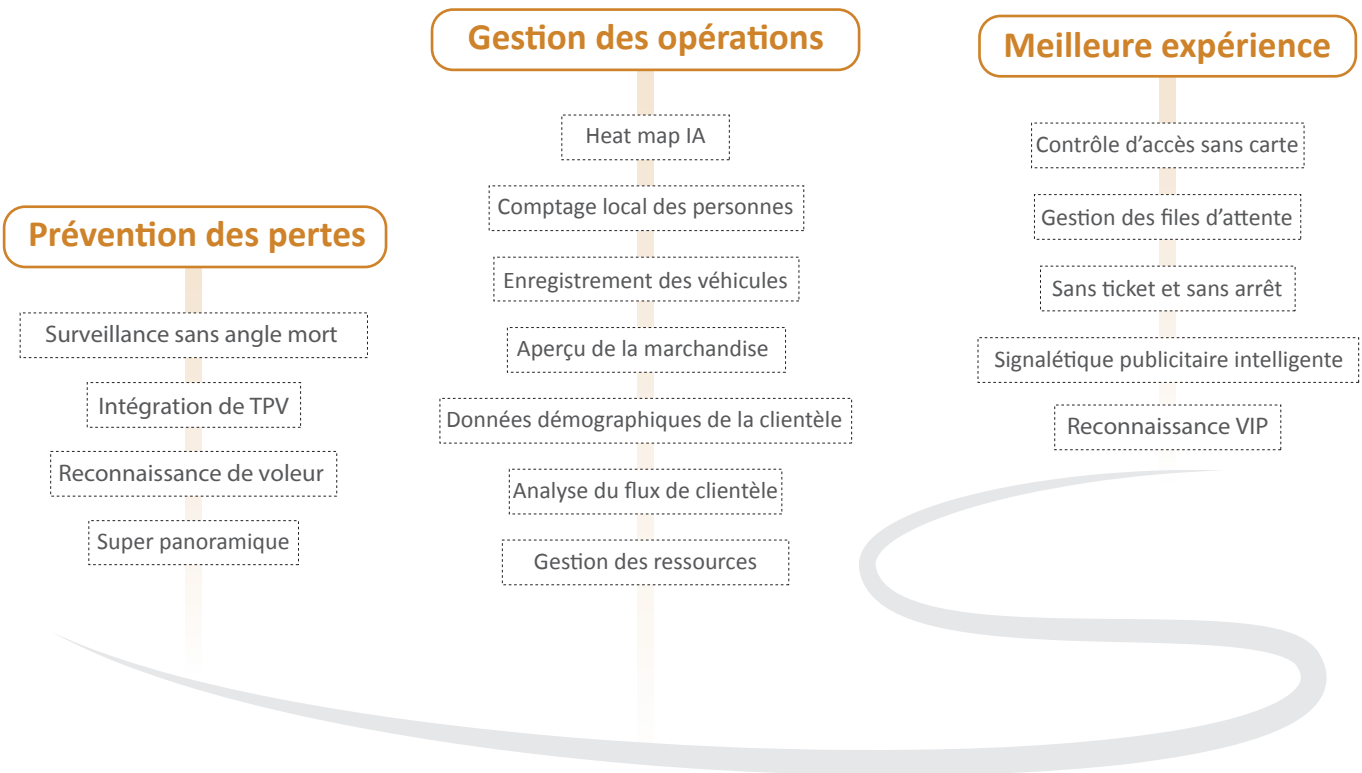 Prévention des pertes
Surveillance sans angle mort
Intégration de TPV
Reconnaissance de voleur
Super panoramique
Gestion des opérations
Heat map IA
Comptage local des personnes
Enregistrement des véhicules
Aperçu de la marchandise
Données démographiques de la clientèle
Analyse du flux de clientèle
Gestion des ressources
Meilleure expérience
Contrôle d’accès sans carte
Gestion des files d’attente
Sans ticket et sans arrêt
Signalétique publicitaire intelligente
Reconnaissance VIP